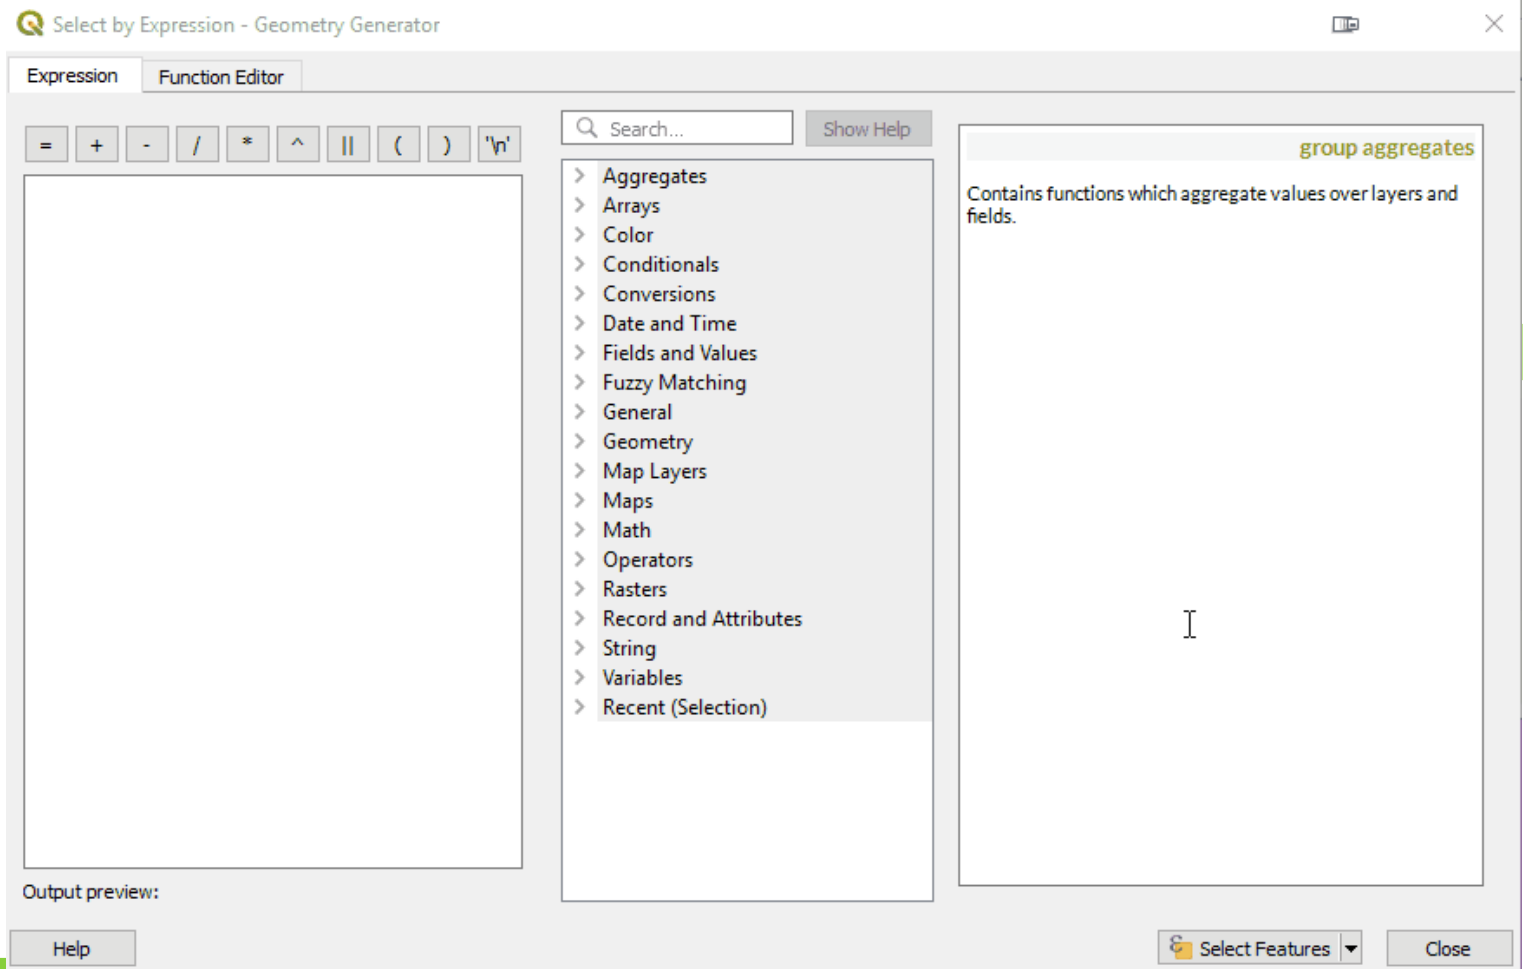 Select by Expression - Geometry Generator
Expression
Function Editor
= + - / * ^ || ( ) '\n'
Search...
Show Help
Aggregates
Arrays
Color
Conditionals
Conversions
Date and Time
Fields and Values
Fuzzy Matching
General
Geometry
Map Layers
Maps
Math
Operators
Rasters
Record and Attributes
String
Variables
Recent (Selection)
group aggregates
Contains functions which aggregate values over layers and
fields.
Output preview:
Help
Select Features
Close